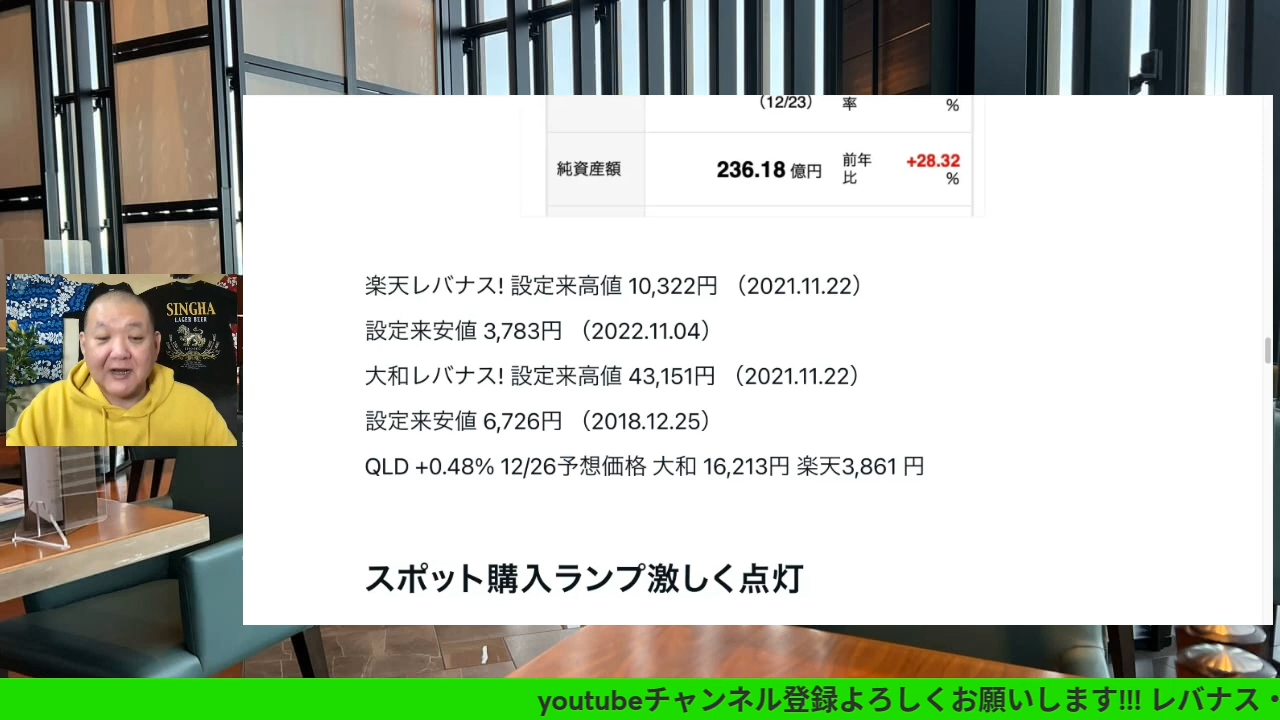 (12/23)
率
%
純資産額
236.18 億円
前年
比
+28.32
%
楽天レバナス! 設定来高値 10,322円 （2021.11.22）
設定来安値 3,783円 （2022.11.04）
大和レバナス! 設定来高値 43,151円 （2021.11.22）
設定来安値 6,726円 （2018.12.25）
QLD +0.48% 12/26予想価格 大和 16,213円 楽天3,861 円
スポット購入ランプ激しく点灯
SINGHA
LAGER BEER
youtubeチャンネル登録よろしくお願いします!!! レバナス・